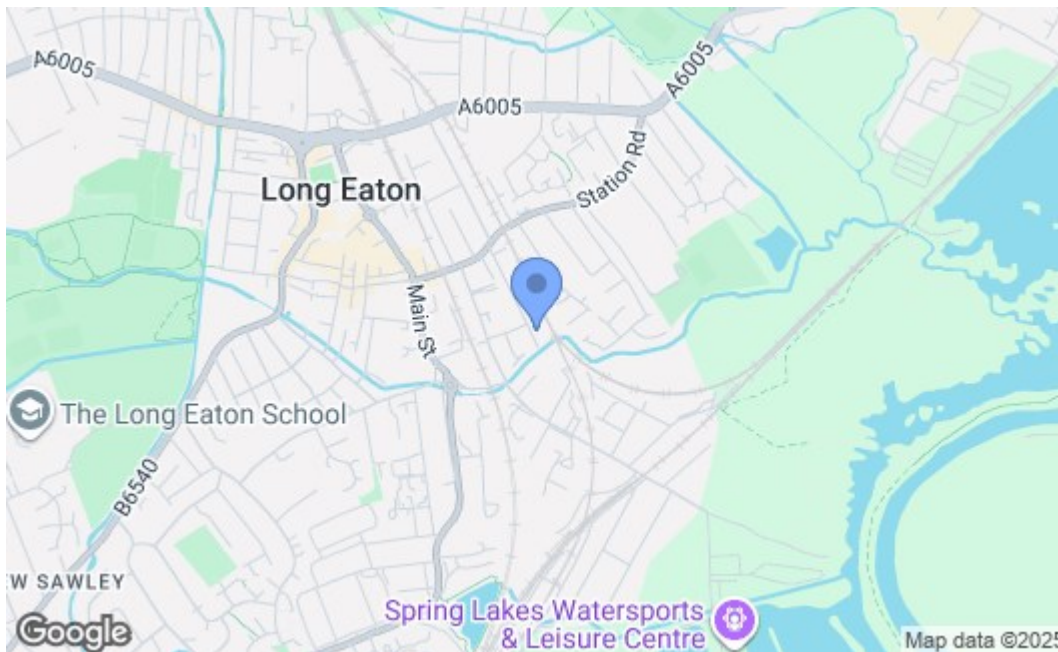 A6005
A6005
A6005
Station Rd
Long Eaton
Main St
The Long Eaton School
B6540
EW SAWLEY
Spring Lakes Watersports
& Leisure Centre
Google
Map data ©2025